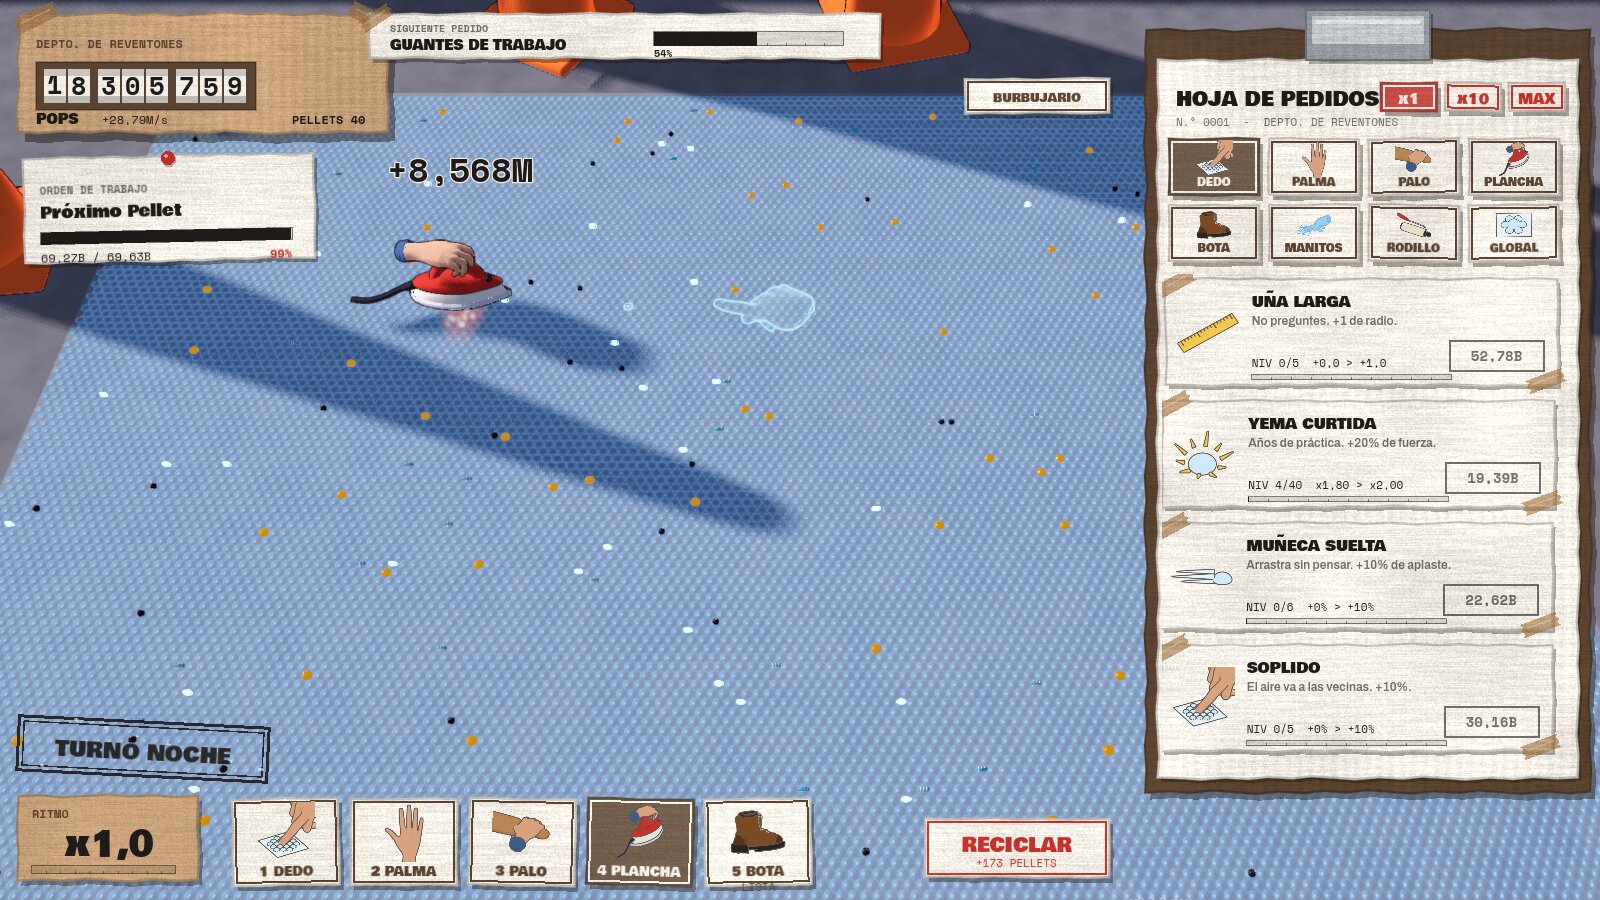 DEPTO. DE REVENTONES
18 305 759
POPS +28,79M/s PELLETS 40
SIGUIENTE PEDIDO
GUANTES DE TRABAJO
54%
BURBUJARIO
ORDEN DE TRABAJO
Próximo Pellet
69,27B / 69,63B 99%
+8,568M
HOJA DE PEDIDOS x1 x10 MAX
N.° 0001 - DEPTO. DE REVENTONES
DEDO PALMA PALO PLANCHA
BOTA MANITOS RODILLO GLOBAL
UÑA LARGA
No preguntes. +1 de radio.
NIV 0/5 +0,0 > +1,0 52,78B
YEMA CURTIDA
Años de práctica. +20% de fuerza.
NIV 4/40 x1,80 > x2,00 19,39B
MUÑECA SUELTA
Arrastra sin pensar. +10% de aplaste.
NIV 0/6 +0% > +10% 22,62B
SOPLIDO
El aire va a las vecinas. +10%.
NIV 0/5 +0% > +10% 30,16B
TURNO NOCHE
RITMO
x1,0
1 DEDO 2 PALMA 3 PALO 4 PLANCHA 5 BOTA
LISTA
RECICLAR
+173 PELLETS